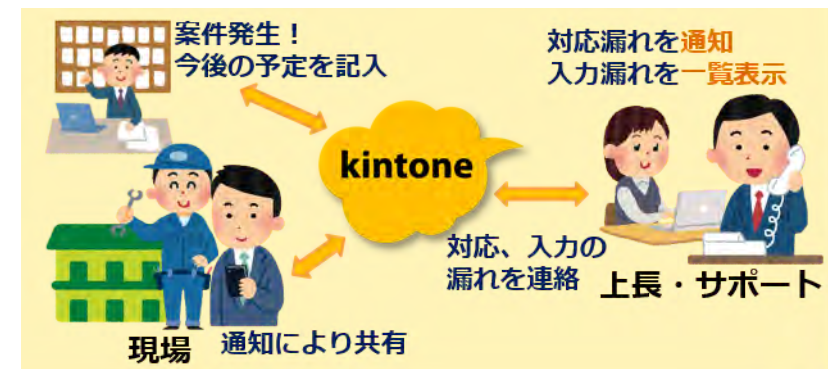 案件発生！
今後の予定を記入
対応漏れを通知
入力漏れを一覧表示
kintone
対応、入力の
漏れを連絡
上長・サポート
現場
通知により共有